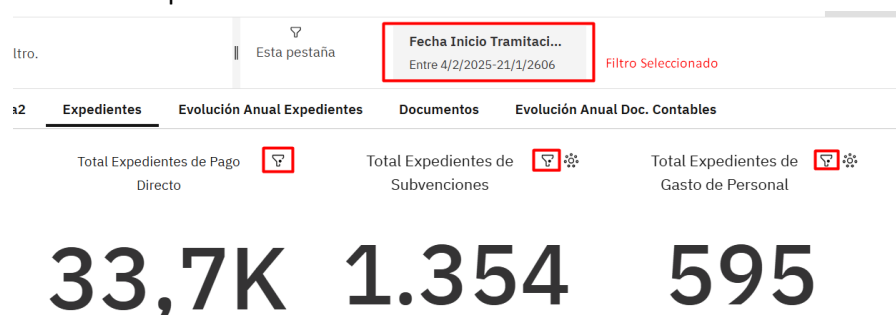 ltro.
Esta pestaña
Fecha Inicio Tramitaci...
Entre 4/2/2025-21/1/2606
Filtro Seleccionado
Expedientes
Evolución Anual Expedientes
Documentos
Evolución Anual Doc. Contables
Total Expedientes de Pago
Directo
Total Expedientes de
Subvenciones
Total Expedientes de
Gasto de Personal
33,7K
1.354
595